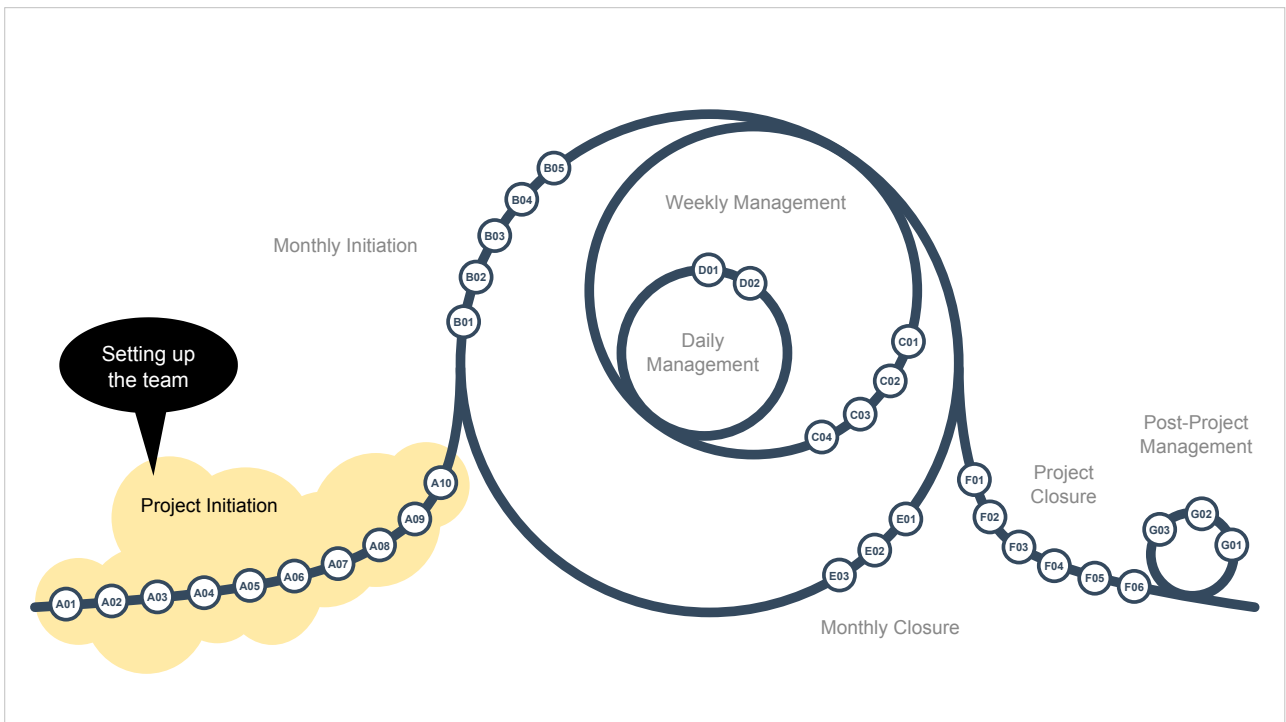 Setting up
the team
Project Initiation
A01
A02
A03
A04
A05
A06
A07
A08
A09
A10
Monthly Initiation
B01
B02
B03
B04
B05
Weekly Management
C01
C02
C03
C04
Daily
Management
D01
D02
Monthly Closure
E01
E02
E03
Project
Closure
F01
F02
F03
F04
F05
F06
Post-Project
Management
G01
G02
G03